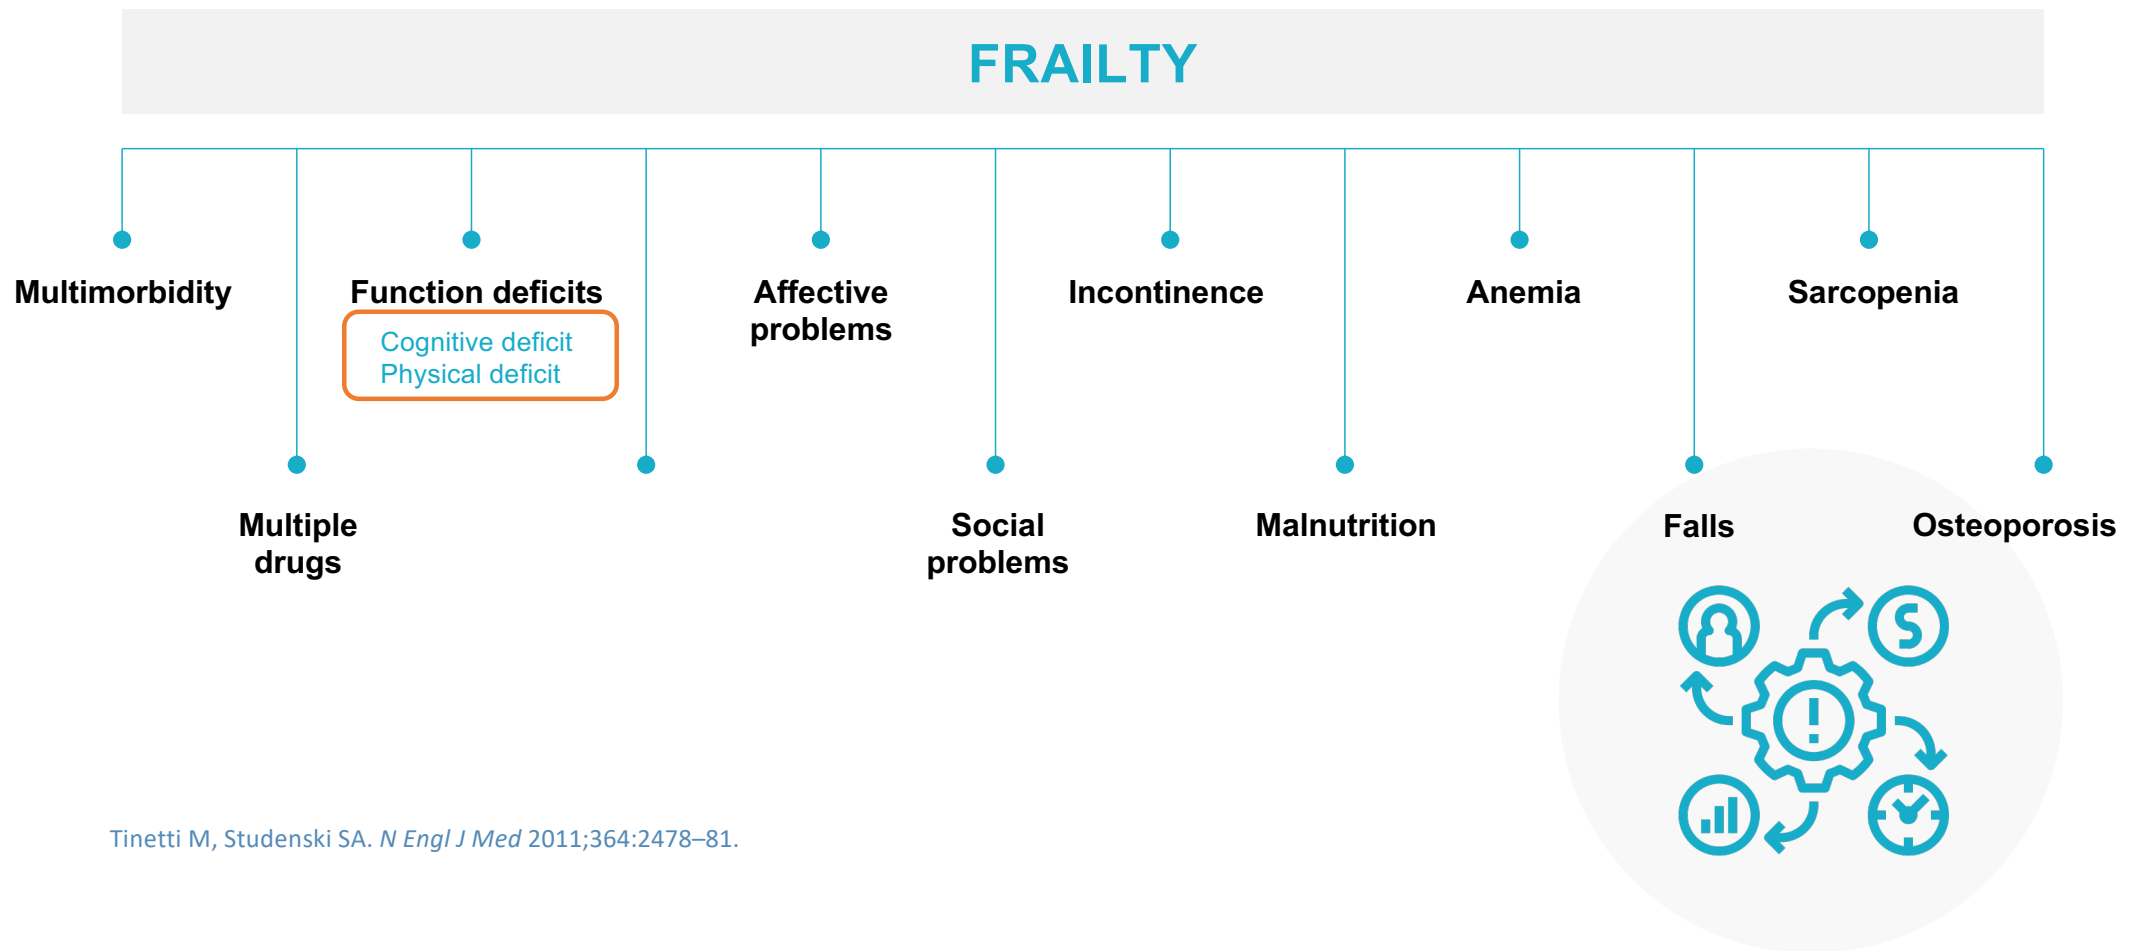 FRAILTY
Multimorbidity
Function deficits
Cognitive deficit
Physical deficit
Affective
problems
Incontinence
Anemia
Sarcopenia
Multiple
drugs
Social
problems
Malnutrition
Falls
Osteoporosis
S
Tinetti M, Studenski SA. N Engl J Med 2011;364:2478–81.